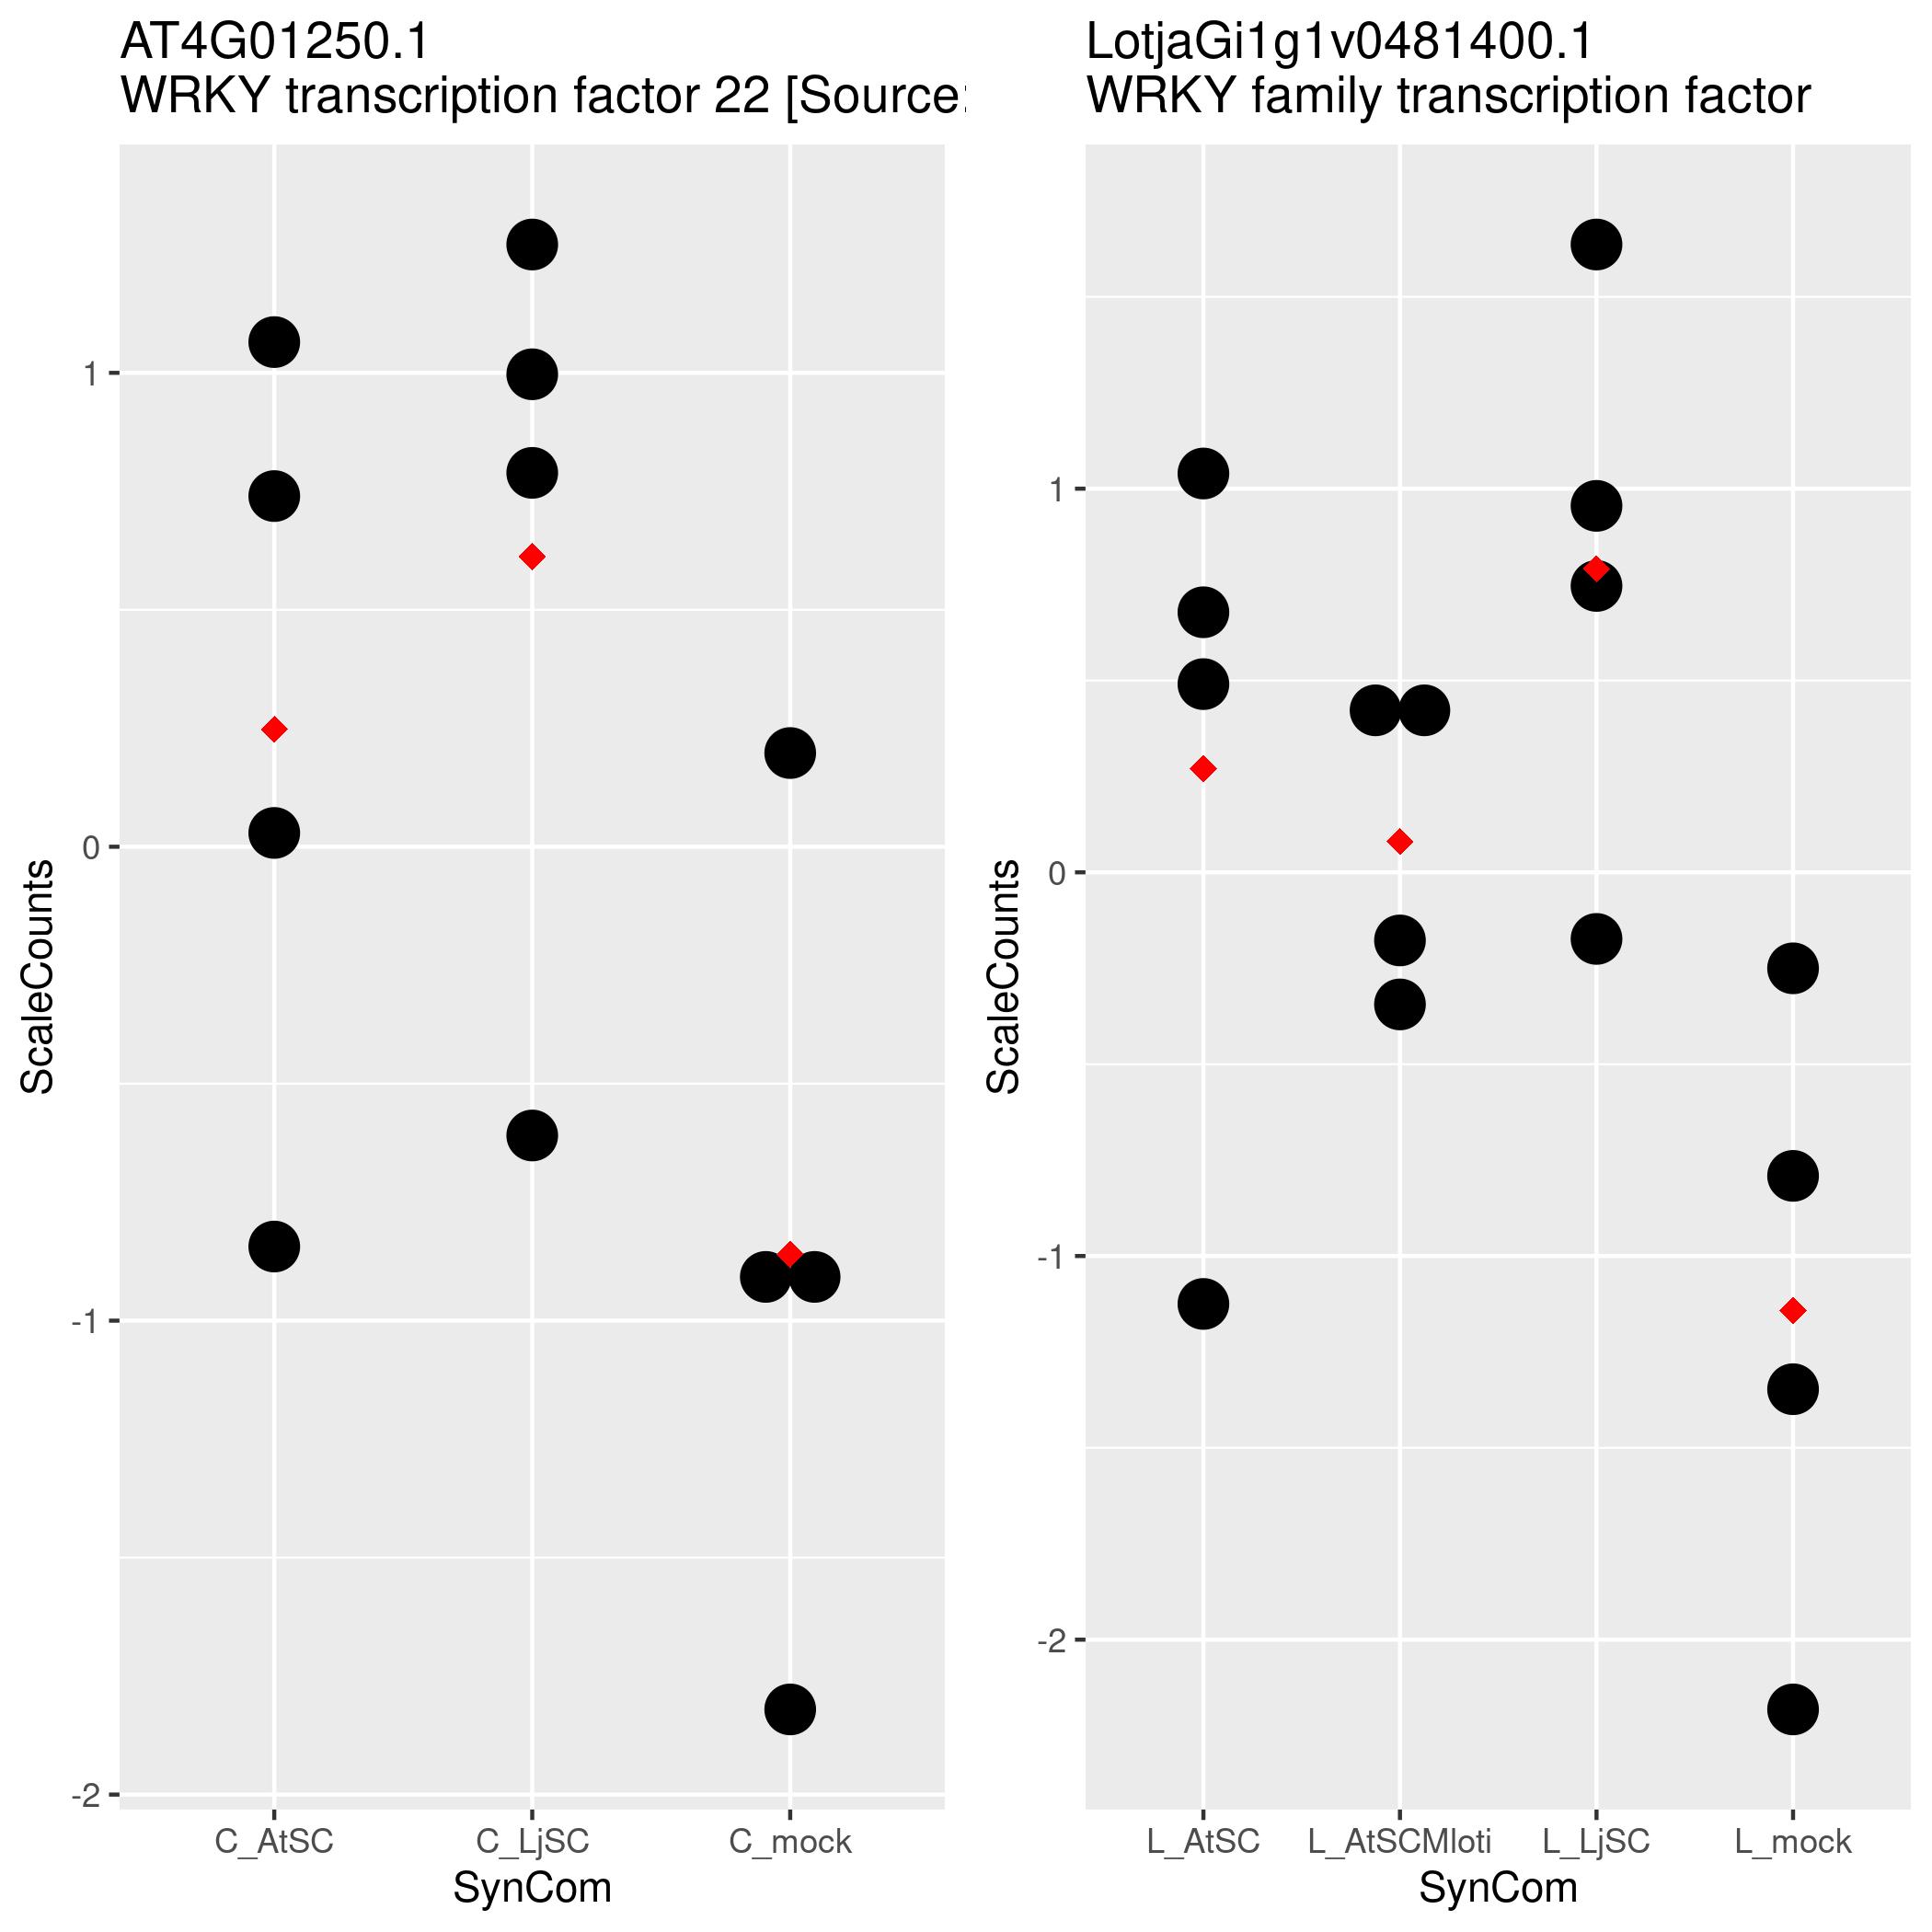 AT4G01250.1
WRKY transcription factor 22 [Source:
ScaleCounts
1
0
-1
-2
C_AtSC C_LjSC C_mock
SynCom
LotjaGi1g1v0481400.1
WRKY family transcription factor
ScaleCounts
1
0
-1
-2
L_AtSC L_AtSCMloti L_LjSC L_mock
SynCom